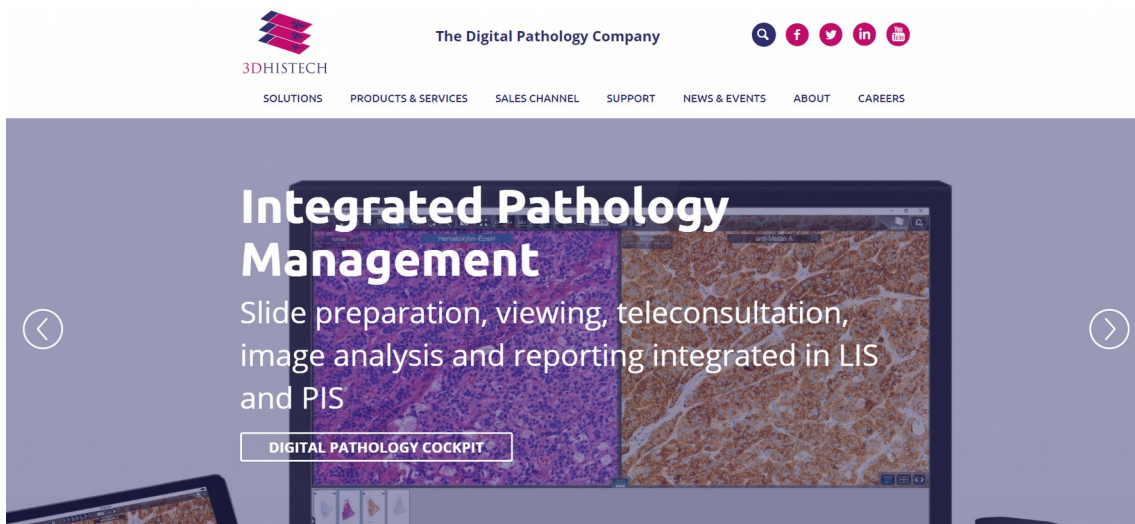 The Digital Pathology Company
3DHISTECH
SOLUTIONS PRODUCTS & SERVICES SALES CHANNEL SUPPORT NEWS & EVENTS ABOUT CAREERS
Integrated Pathology
Management
Hematoxylin-Eosin
anti-Melan A
Slide preparation, viewing, teleconsultation,
image analysis and reporting integrated in LIS
and PIS
DIGITAL PATHOLOGY COCKPIT